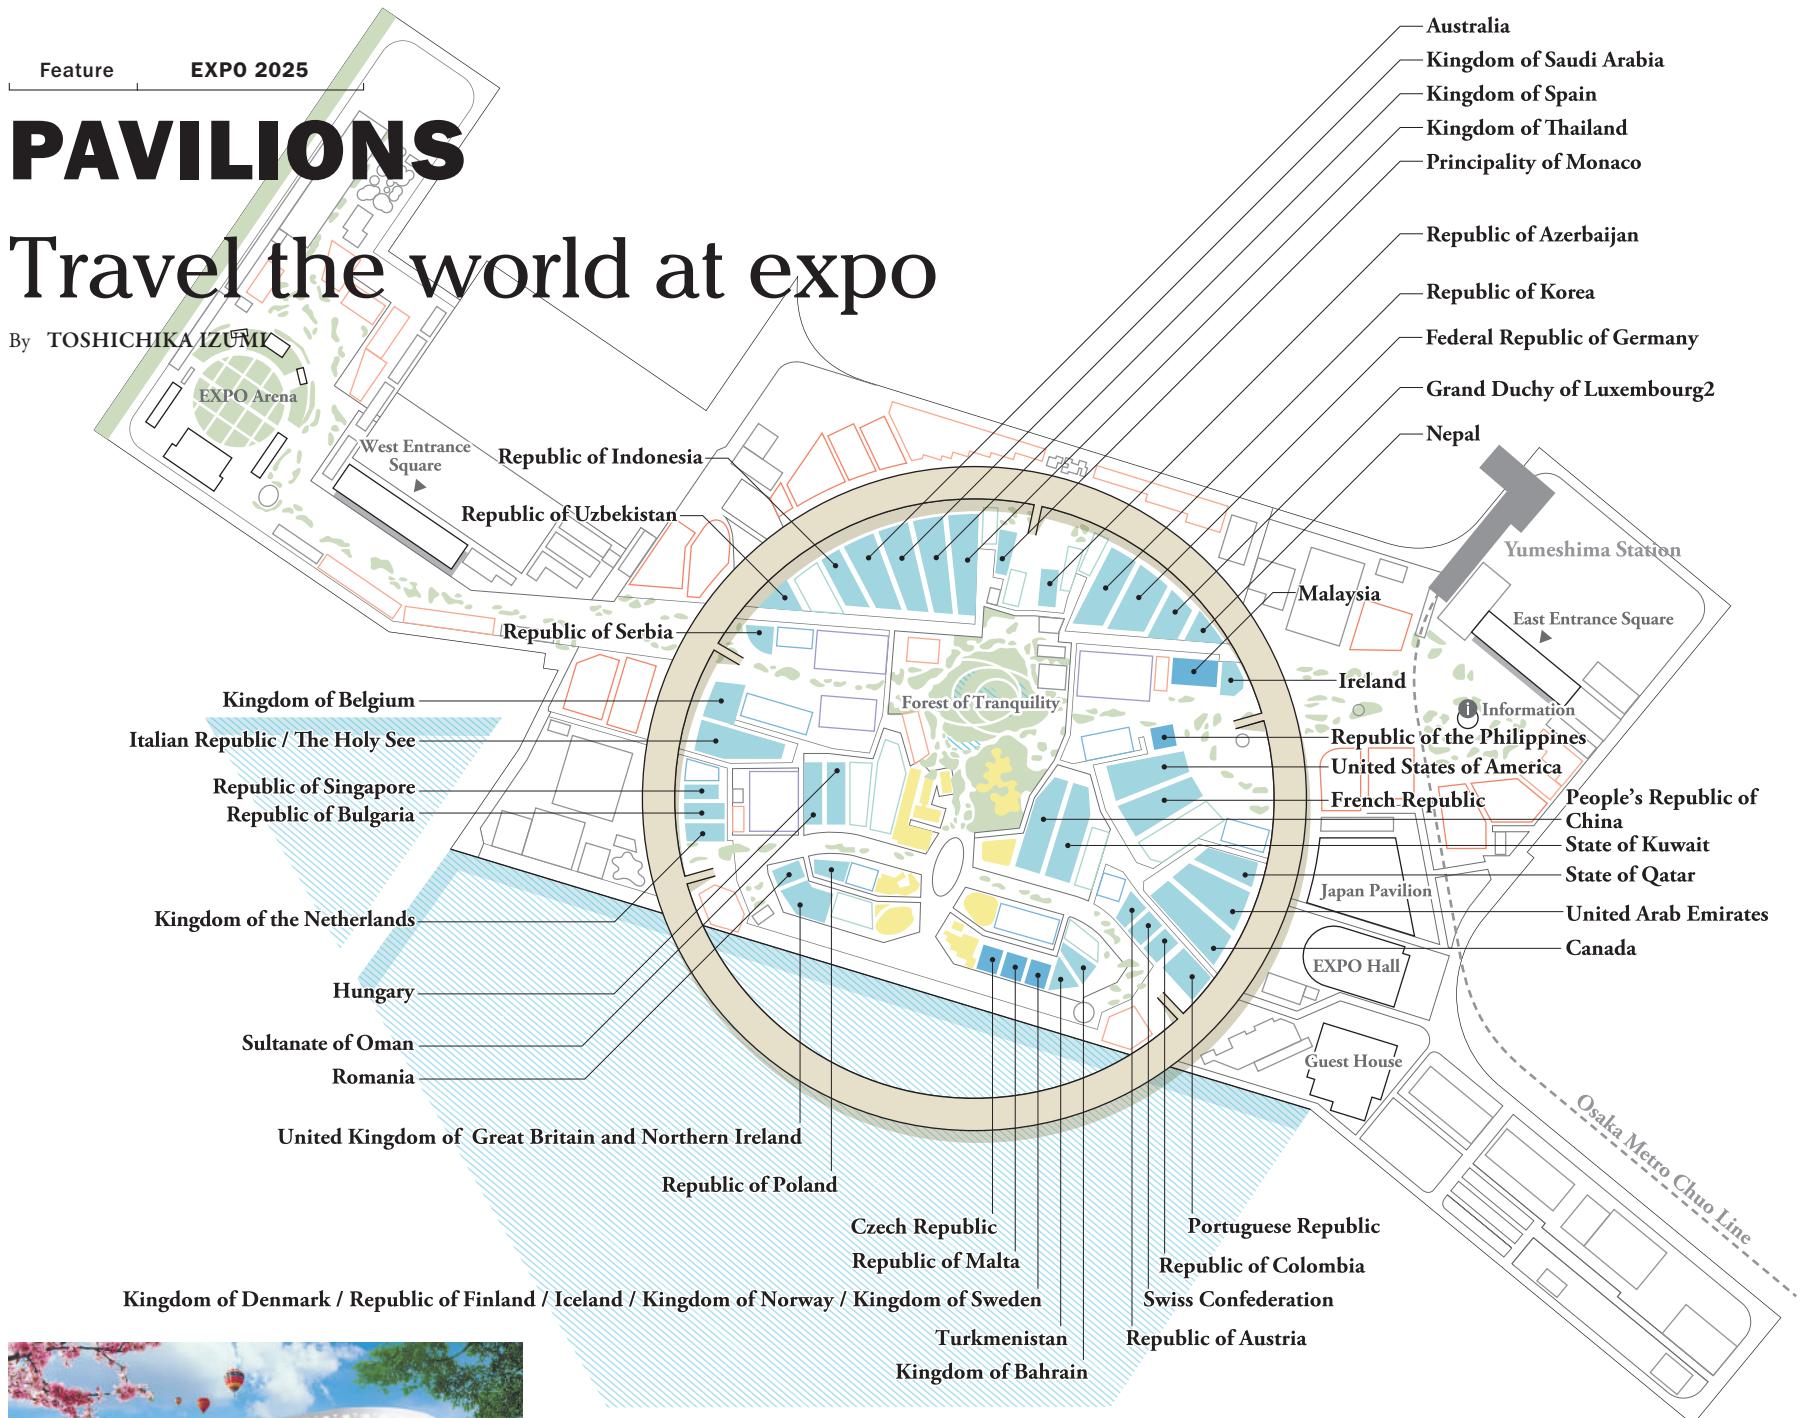 Feature EXPO 2025
PAVILIONS
Travel the world at expo
By TOSHICHIKA IZUMI
Australia
Kingdom of Saudi Arabia
Kingdom of Spain
Kingdom of Thailand
Principality of Monaco
Republic of Azerbaijan
Republic of Korea
Federal Republic of Germany
Grand Duchy of Luxembourg2
Nepal
EXPO Arena
West Entrance
Square
Republic of Indonesia
Republic of Uzbekistan
Yumeshima Station
Malaysia
East Entrance Square
Republic of Serbia
Ireland
Kingdom of Belgium
Forest of Tranquility
i Information
Italian Republic / The Holy See
Republic of the Philippines
United States of America
Republic of Singapore
French Republic
People's Republic of
China
Republic of Bulgaria
State of Kuwait
State of Qatar
Japan Pavilion
United Arab Emirates
Kingdom of the Netherlands
Canada
EXPO Hall
Hungary
Sultanate of Oman
Guest House
Romania
Osaka Metro Chuo Line
United Kingdom of Great Britain and Northern Ireland
Republic of Poland
Czech Republic
Portuguese Republic
Republic of Malta
Republic of Colombia
Kingdom of Denmark / Republic of Finland / Iceland / Kingdom of Norway / Kingdom of Sweden
Swiss Confederation
Turkmenistan
Republic of Austria
Kingdom of Bahrain